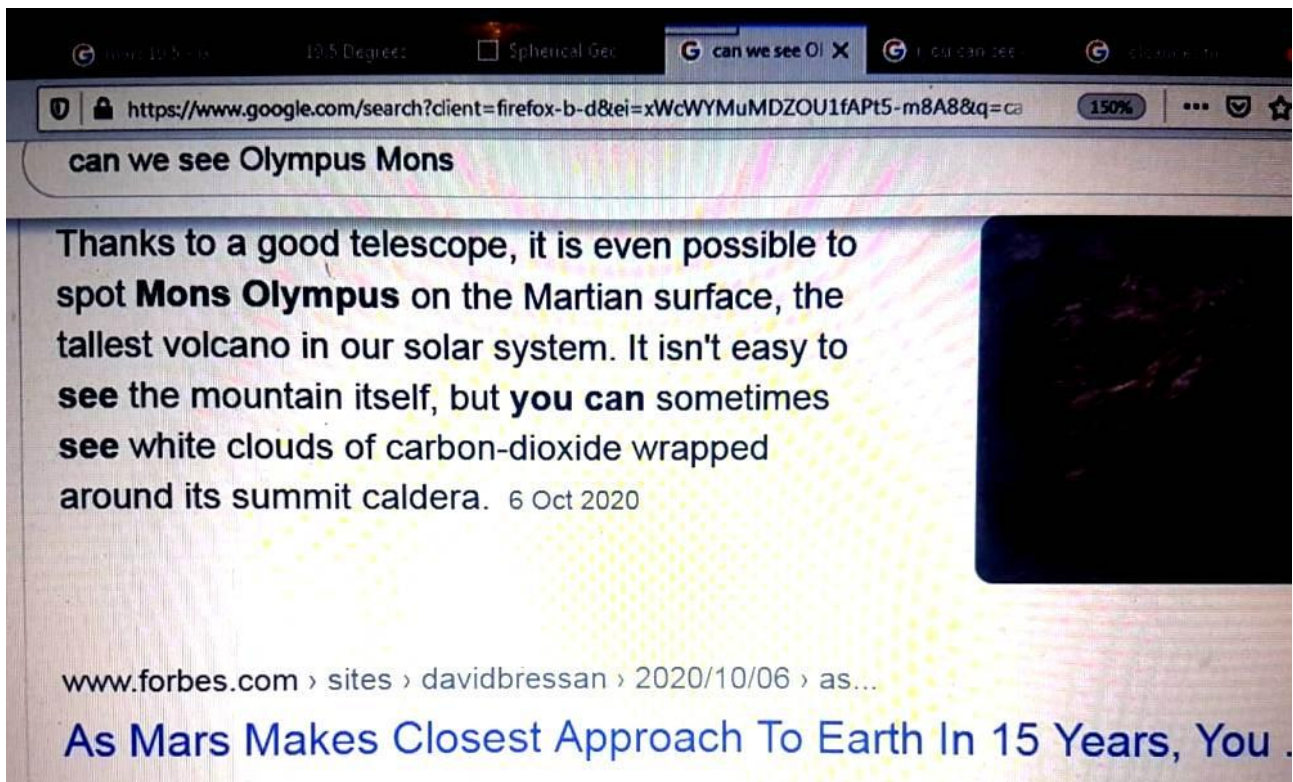 19.5 Degrees Spherical Geo can we see Ol
https://www.google.com/search?client=firefox-b-d&ei=xWcWYMuMDZOU1fAPt5-m8A8&q=ca 150%
can we see Olympus Mons
Thanks to a good telescope, it is even possible to
spot Mons Olympus on the Martian surface, the
tallest volcano in our solar system. It isn't easy to
see the mountain itself, but you can sometimes
see white clouds of carbon-dioxide wrapped
around its summit caldera. 6 Oct 2020
www.forbes.com › sites › davidbressan › 2020/10/06 › as...
As Mars Makes Closest Approach To Earth In 15 Years, You .